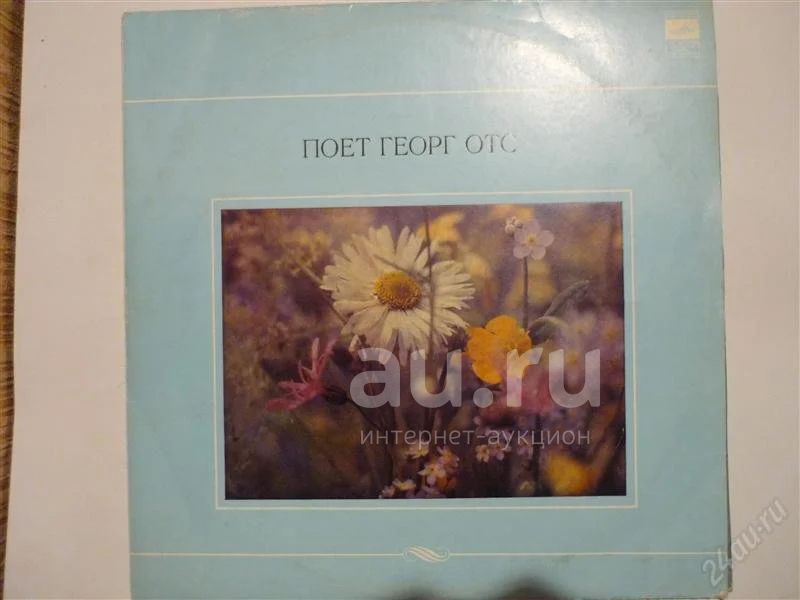 ПОЕТ ГЕОРГ ОТС
au.ru
интернет-аукцион
24au.ru